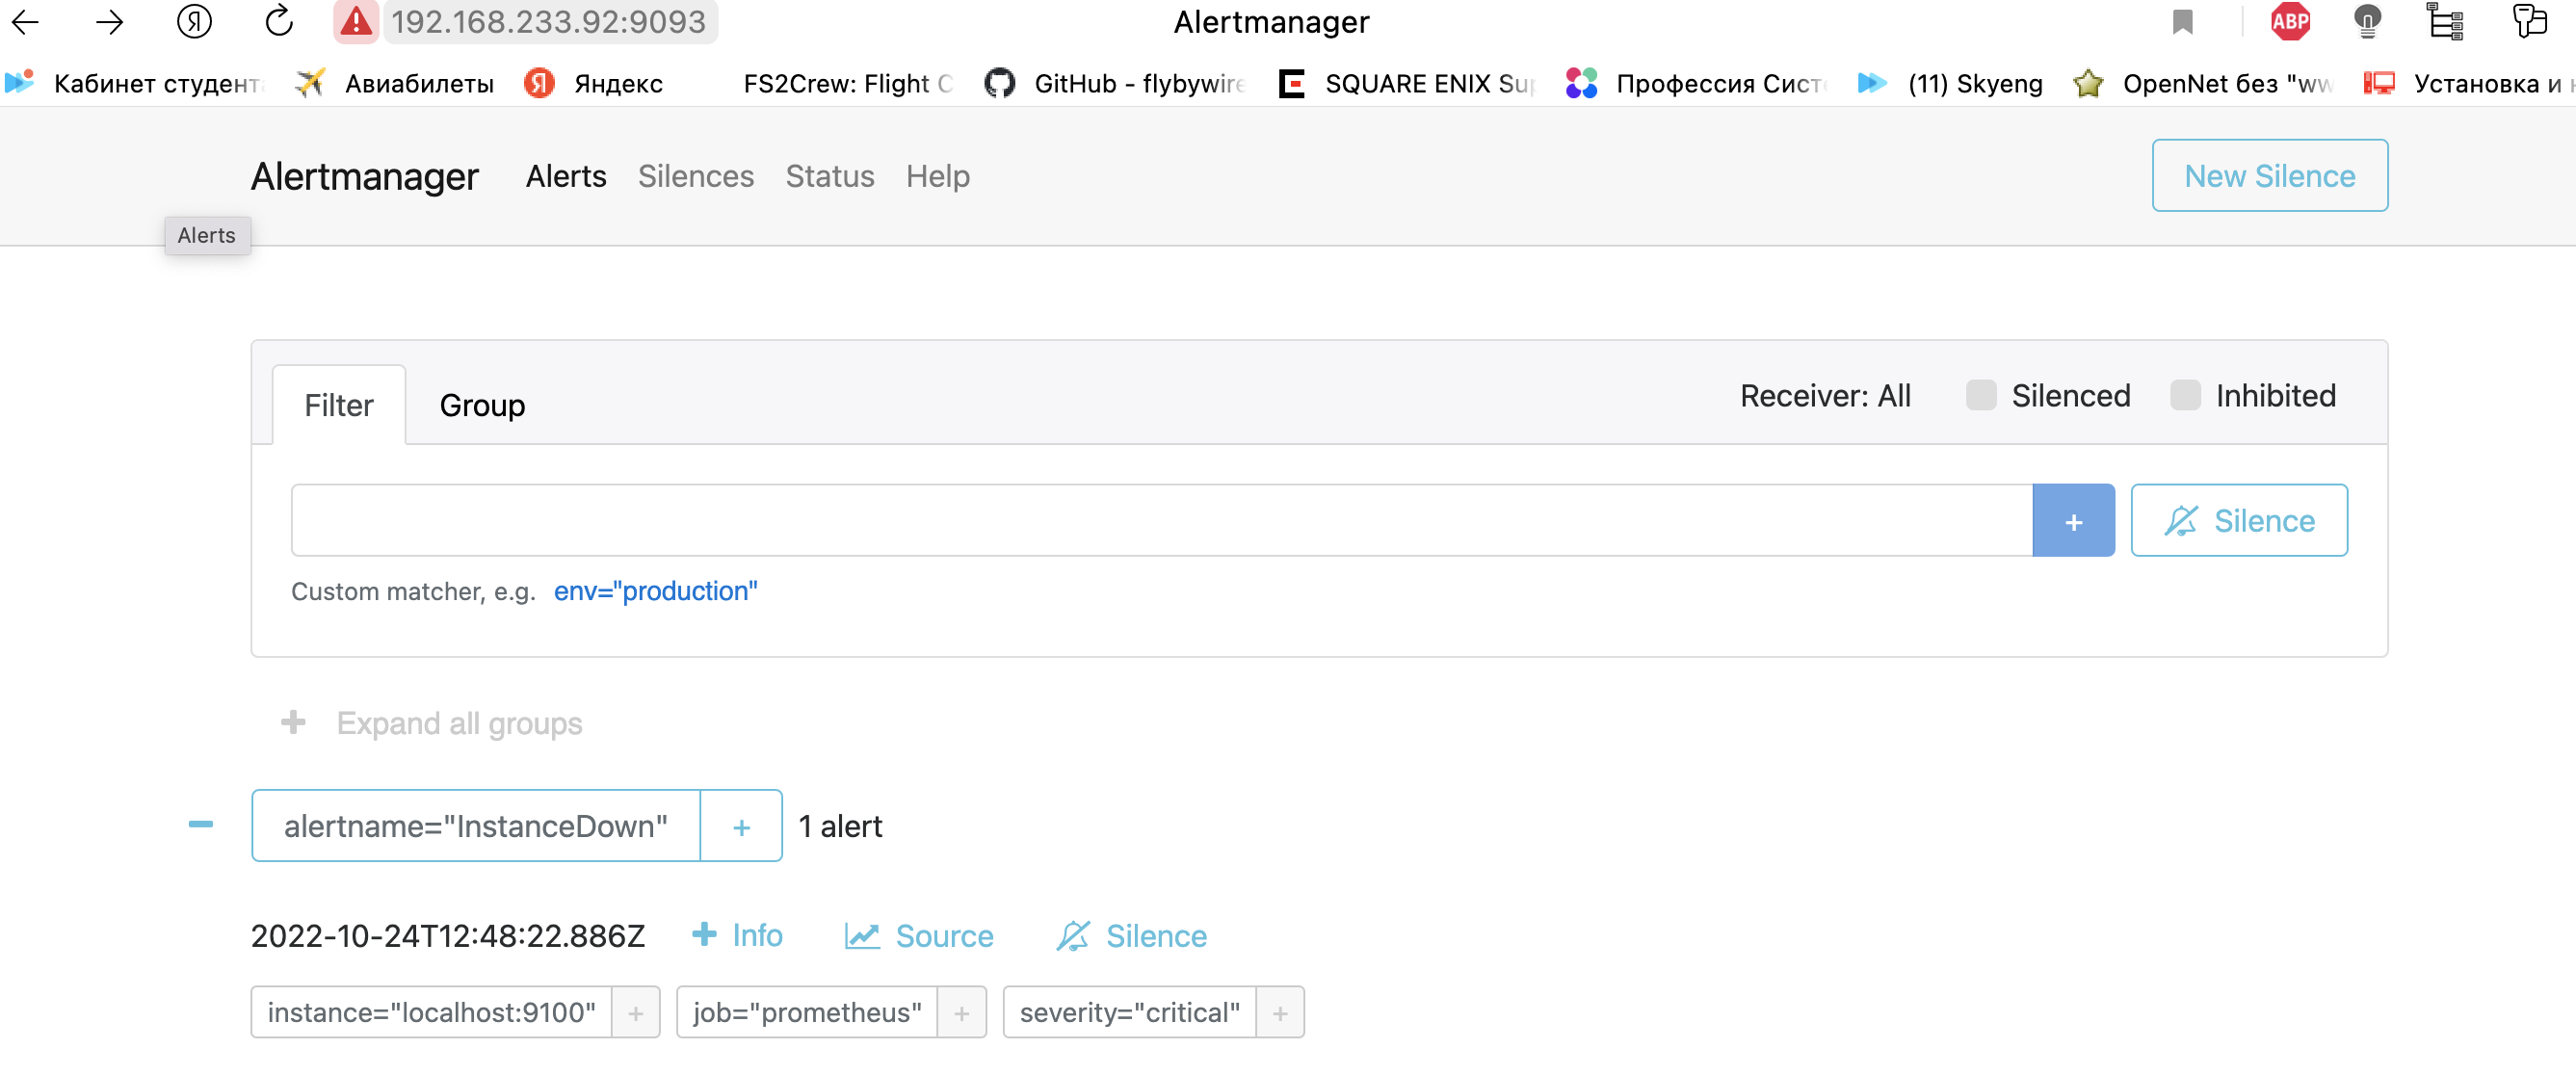 192.168.233.92:9093 Alertmanager ABP
Кабинет студент Авиабилеты Я Яндекс FS2Crew: Flight C GitHub - flybywire SQUARE ENIX Sup Профессия Сист (11) Skyeng OpenNet без "ww Установка и
Alertmanager Alerts Silences Status Help New Silence
Alerts
Filter Group Receiver: All Silenced Inhibited
+ Silence
Custom matcher, e.g. env="production"
+ Expand all groups
alertname="InstanceDown" + 1 alert
2022-10-24T12:48:22.886Z + Info Source Silence
instance="localhost:9100" + job="prometheus" + severity="critical" +